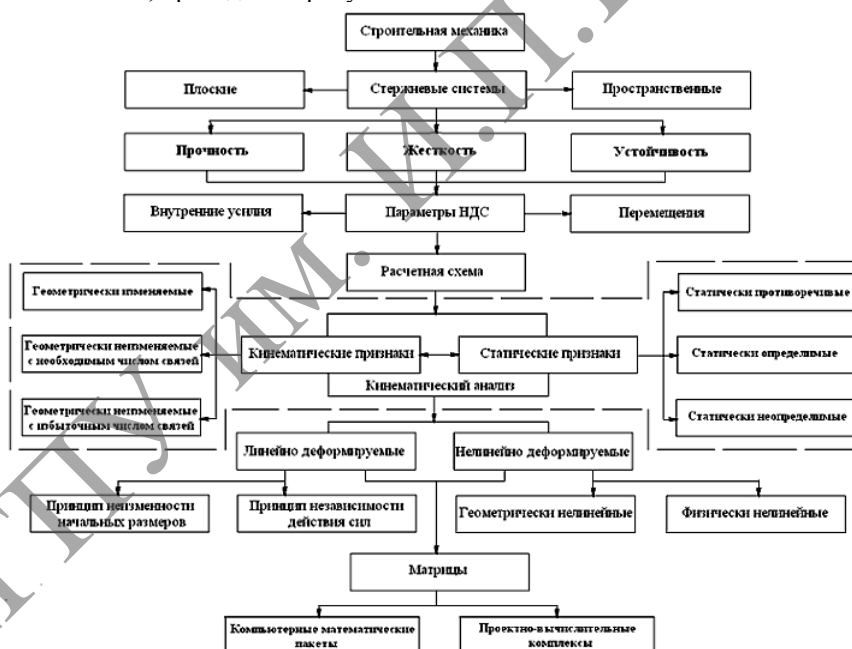 Строительная механика
Плоские
Стержневые системы
Пространственные
Прочность
Жесткость
Устойчивость
Внутренние усилия
Параметры НДС
Перемещения
Расчетная схема
Геометрически изменяемые
Статически противоречивые
Геометрически неизменяемые
с необходимым числом связей
Кинематические признаки
Статические признаки
Статически определимые
Кинематический анализ
Геометрически неизменяемые
с избыточным числом связей
Статически неопределимые
Линейно деформируемые
Нелинейно деформируемые
Принцип неизменности
начальных размеров
Принцип независимости
действия сил
Геометрически нелинейные
Физически нелинейные
Матрицы
Компьютерные математические
пакеты
Проектно-вычислительные
комплексы
ТПУ им. И.П.